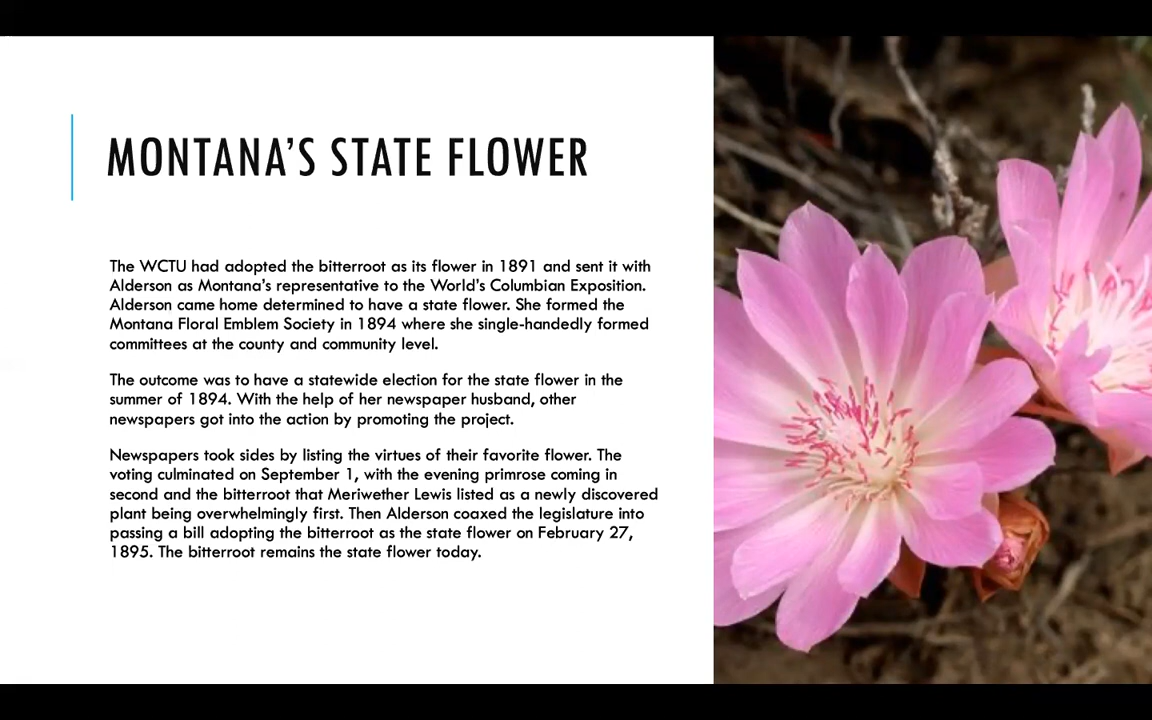 MONTANA'S STATE FLOWER
The WCTU had adopted the bitterroot as its flower in 1891 and sent it with
Alderson as Montana's representative to the World's Columbian Exposition.
Alderson came home determined to have a state flower. She formed the
Montana Floral Emblem Society in 1894 where she single-handedly formed
committees at the county and community level.
The outcome was to have a statewide election for the state flower in the
summer of 1894. With the help of her newspaper husband, other
newspapers got into the action by promoting the project.
Newspapers took sides by listing the virtues of their favorite flower. The
voting culminated on September 1, with the evening primrose coming in
second and the bitterroot that Meriwether Lewis listed as a newly discovered
plant being overwhelmingly first. Then Alderson coaxed the legislature into
passing a bill adopting the bitterroot as the state flower on February 27,
1895. The bitterroot remains the state flower today.